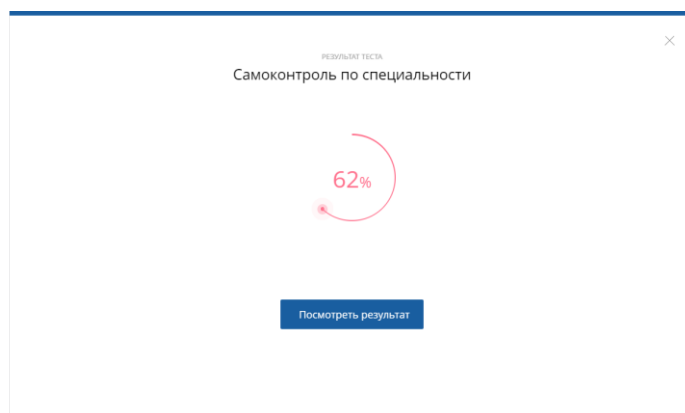 РЕЗУЛЬТАТ ТЕСТА
Самоконтроль по специальности
62%
Посмотреть результат